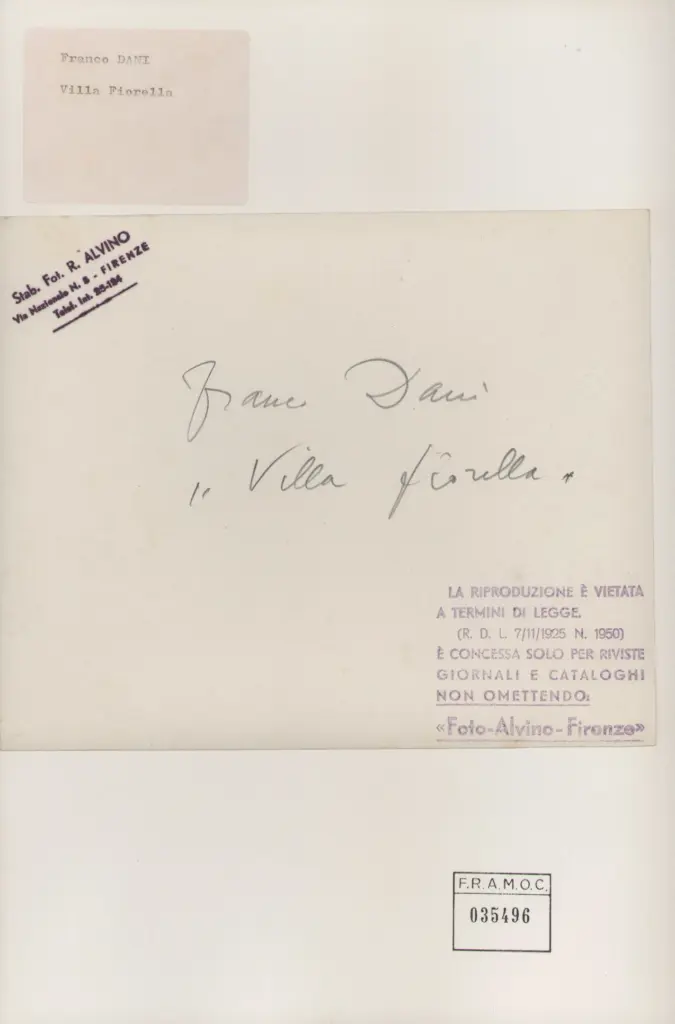 Franco DANI
Villa Fiorella
Stab. Fot. R. ALVINO
Via Nazionale N. 8 - FIRENZE
Telef. Int. 25-184
Franco Dani
„ Villa Fiorella "
LA RIPRODUZIONE È VIETATA
A TERMINI DI LEGGE.
(R. D. L. 7/11/1925 N. 1950)
È CONCESSA SOLO PER RIVISTE
GIORNALI E CATALOGHI
NON OMETTENDO:
«Foto-Alvino-Firenze»
F.R.A.M.O.C.
035496